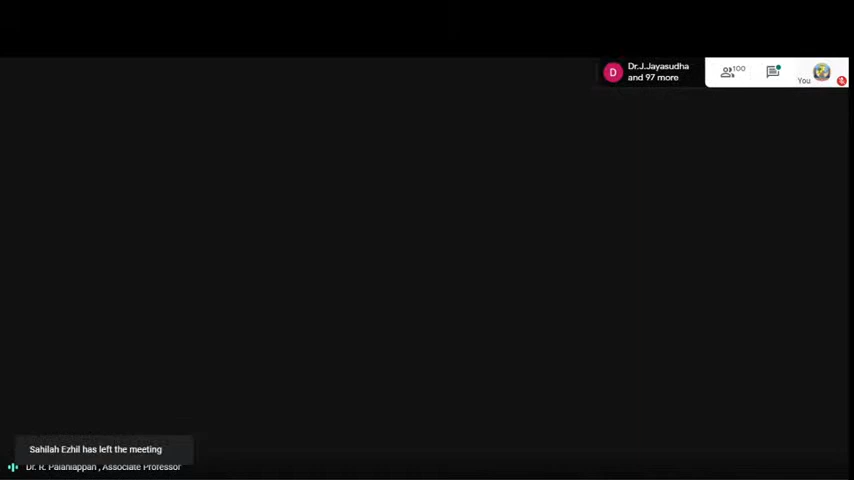 Dr.J.Jayasudha
and 97 more
D
100
You
Sahilah Ezhil has left the meeting
Dr. R. Palaniappan , Associate Professor